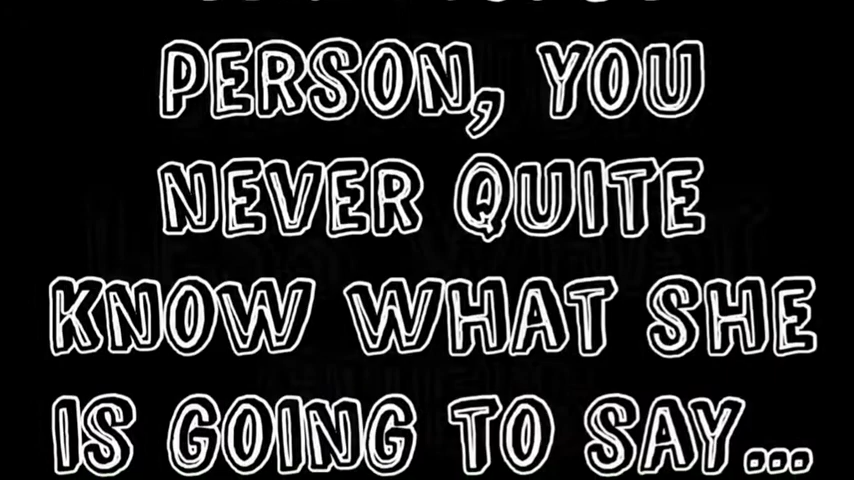 PERSON, YOU
NEVER QUITE
KNOW WHAT SHE
IS GOING TO SAY...